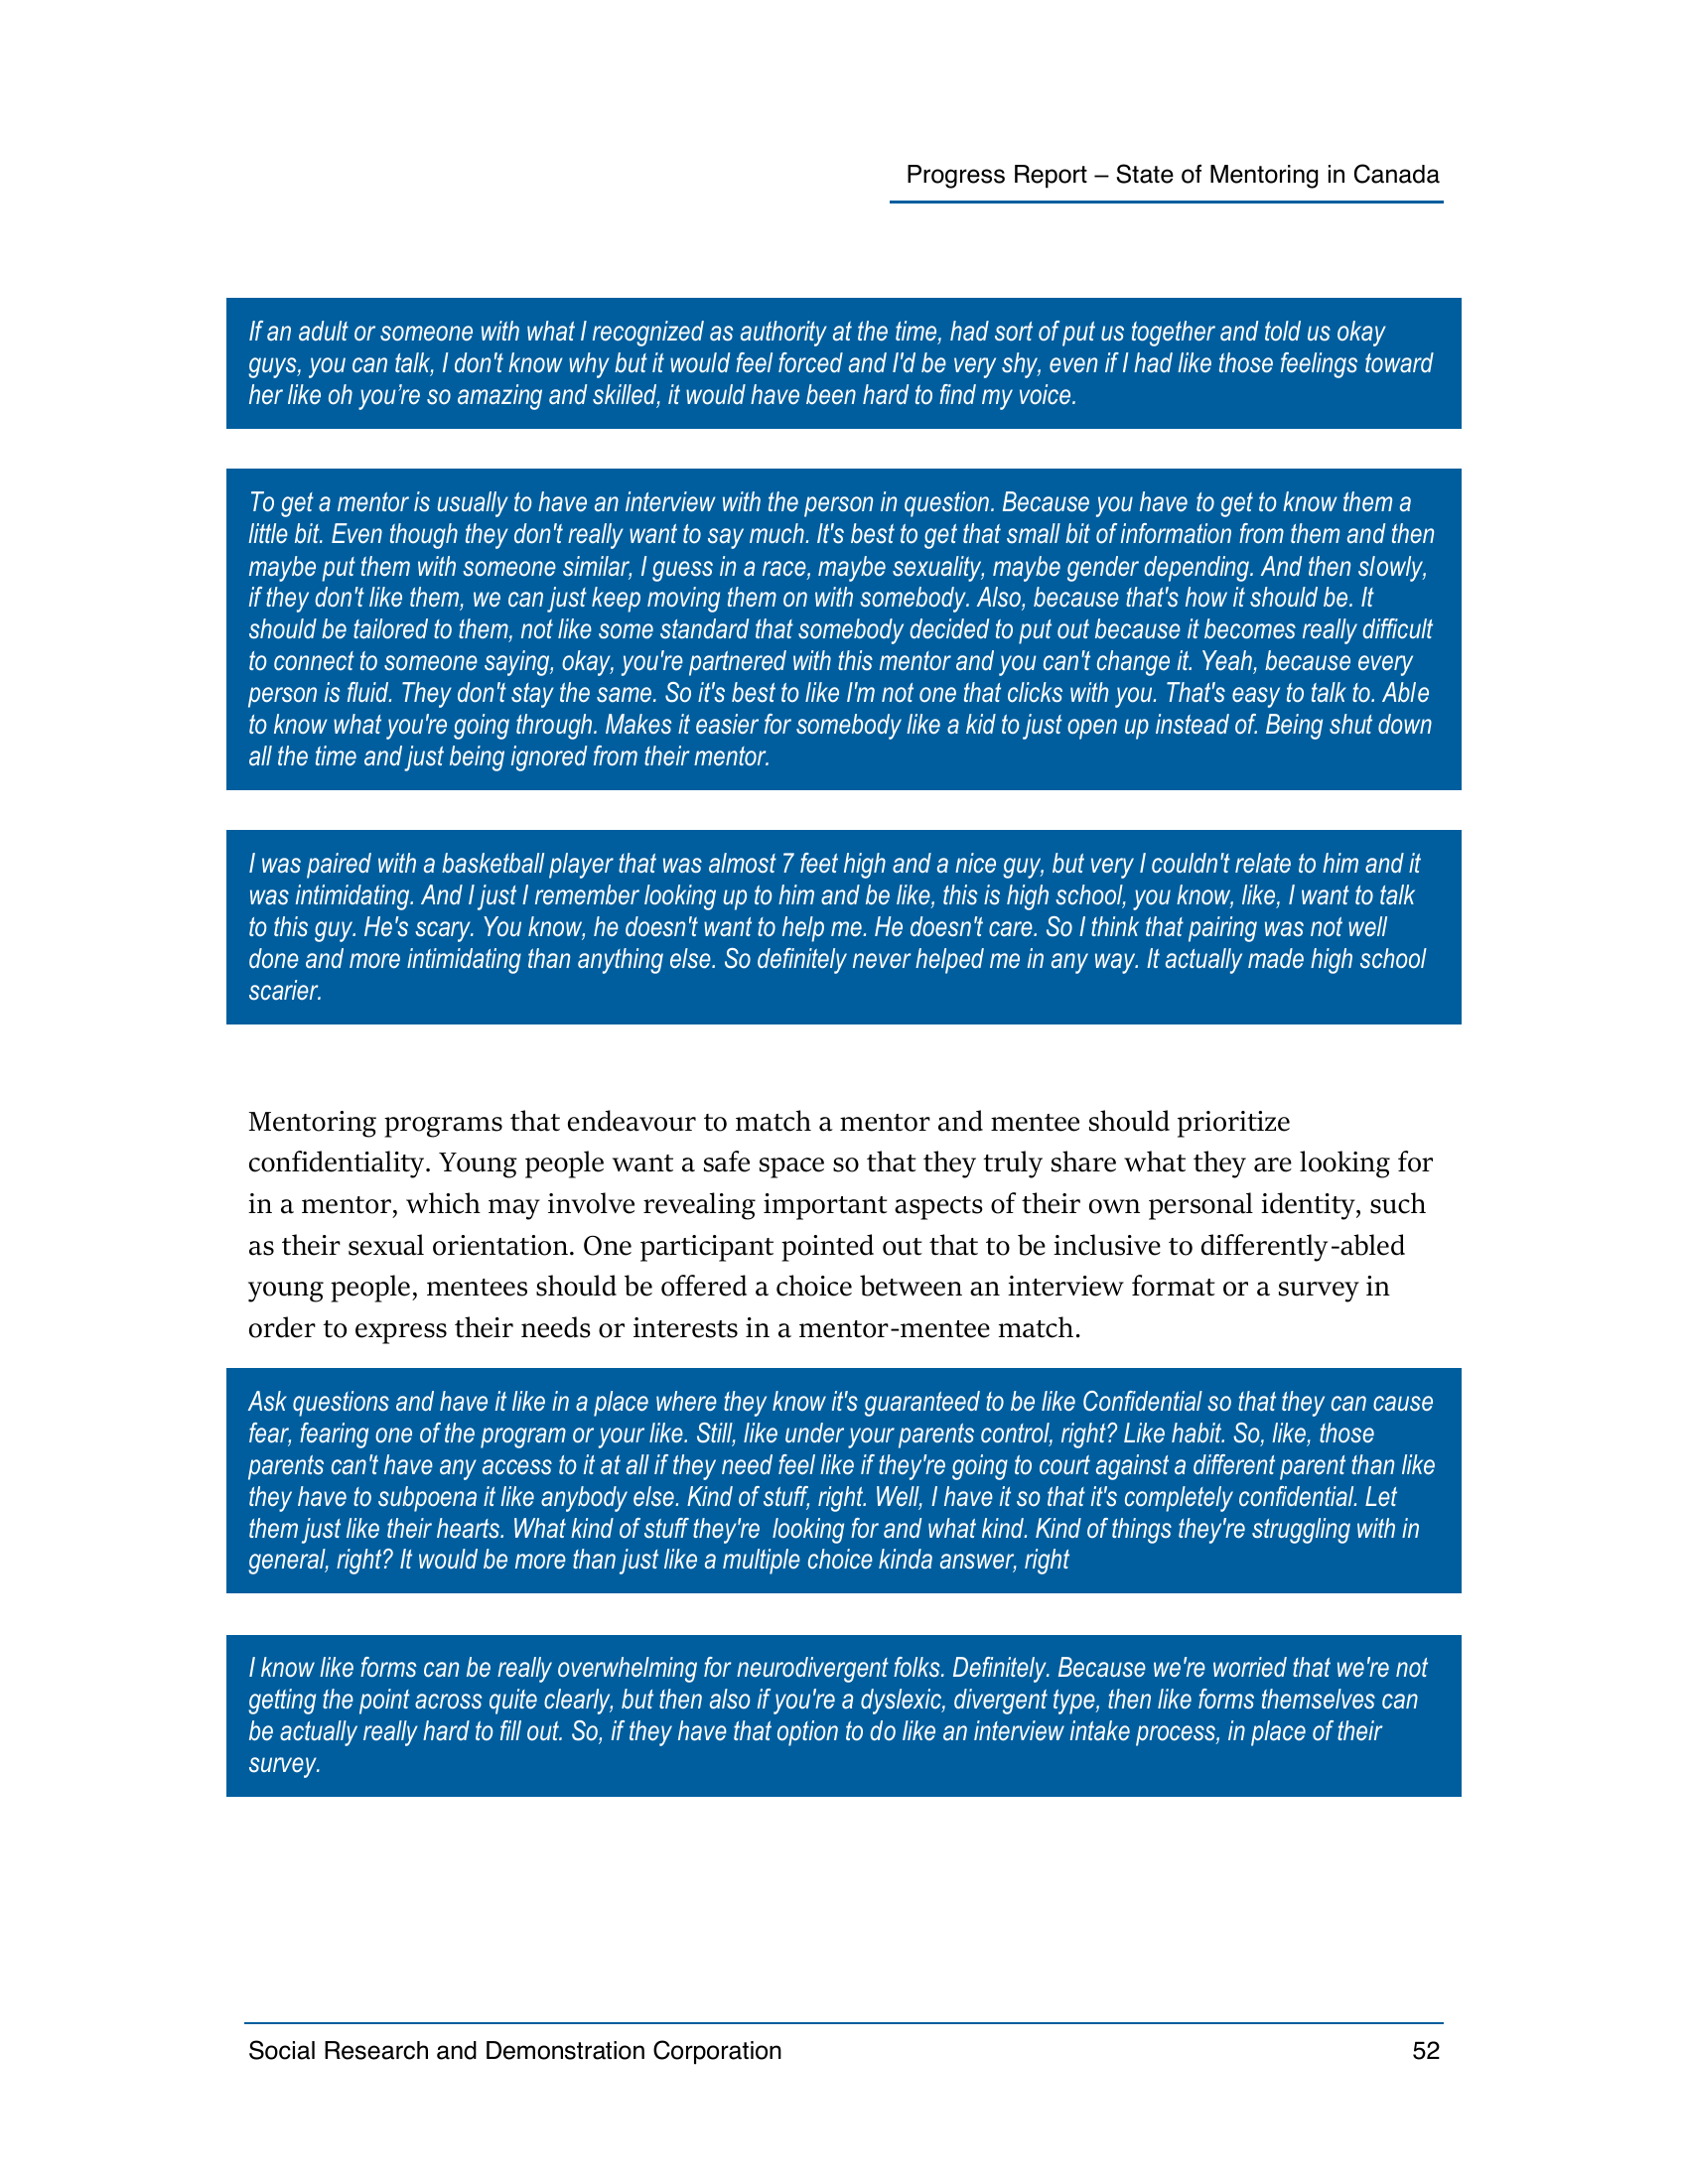 Progress Report – State of Mentoring in Canada
If an adult or someone with what I recognized as authority at the time, had sort of put us together and told us okay
guys, you can talk, I don't know why but it would feel forced and I'd be very shy, even if I had like those feelings toward
her like oh you’re so amazing and skilled, it would have been hard to find my voice.
To get a mentor is usually to have an interview with the person in question. Because you have to get to know them a
little bit. Even though they don't really want to say much. It's best to get that small bit of information from them and then
maybe put them with someone similar, I guess in a race, maybe sexuality, maybe gender depending. And then slowly,
if they don't like them, we can just keep moving them on with somebody. Also, because that's how it should be. It
should be tailored to them, not like some standard that somebody decided to put out because it becomes really difficult
to connect to someone saying, okay, you're partnered with this mentor and you can't change it. Yeah, because every
person is fluid. They don't stay the same. So it's best to like I'm not one that clicks with you. That's easy to talk to. Able
to know what you're going through. Makes it easier for somebody like a kid to just open up instead of. Being shut down
all the time and just being ignored from their mentor.
I was paired with a basketball player that was almost 7 feet high and a nice guy, but very I couldn't relate to him and it
was intimidating. And I just I remember looking up to him and be like, this is high school, you know, like, I want to talk
to this guy. He's scary. You know, he doesn't want to help me. He doesn't care. So I think that pairing was not well
done and more intimidating than anything else. So definitely never helped me in any way. It actually made high school
scarier.
Mentoring programs that endeavour to match a mentor and mentee should prioritize
confidentiality. Young people want a safe space so that they truly share what they are looking for
in a mentor, which may involve revealing important aspects of their own personal identity, such
as their sexual orientation. One participant pointed out that to be inclusive to differently-abled
young people, mentees should be offered a choice between an interview format or a survey in
order to express their needs or interests in a mentor-mentee match.
Ask questions and have it like in a place where they know it's guaranteed to be like Confidential so that they can cause
fear, fearing one of the program or your like. Still, like under your parents control, right? Like habit. So, like, those
parents can't have any access to it at all if they need feel like if they're going to court against a different parent than like
they have to subpoena it like anybody else. Kind of stuff, right. Well, I have it so that it's completely confidential. Let
them just like their hearts. What kind of stuff they're  looking for and what kind. Kind of things they're struggling with in
general, right? It would be more than just like a multiple choice kinda answer, right
I know like forms can be really overwhelming for neurodivergent folks. Definitely. Because we're worried that we're not
getting the point across quite clearly, but then also if you're a dyslexic, divergent type, then like forms themselves can
be actually really hard to fill out. So, if they have that option to do like an interview intake process, in place of their
survey.
Social Research and Demonstration Corporation 52